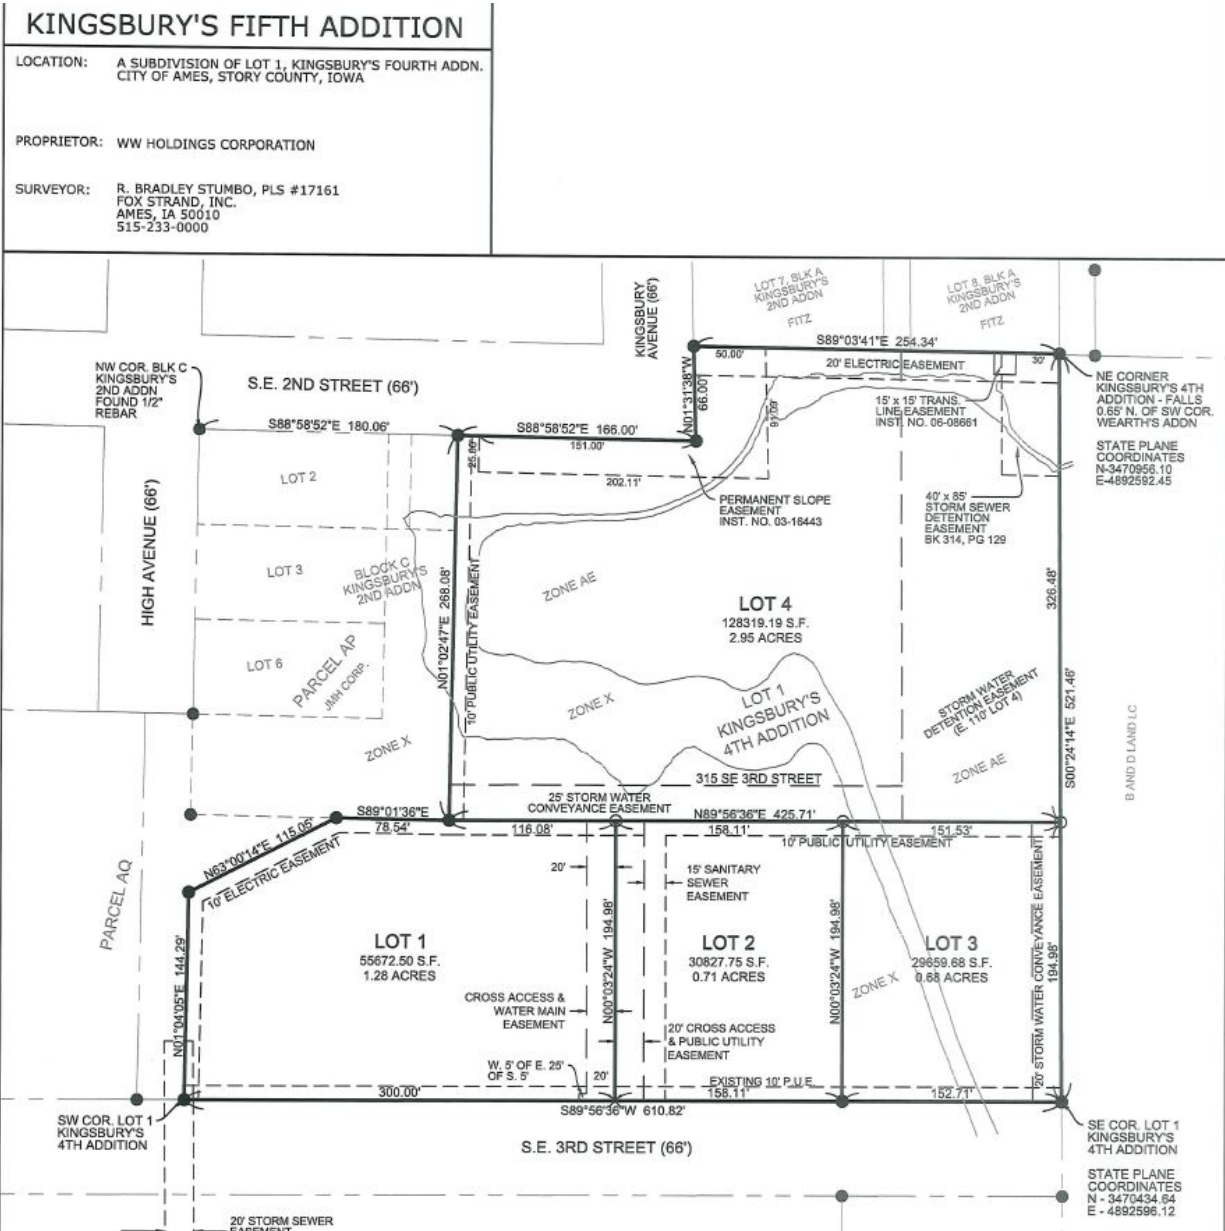 KINGSBURY'S FIFTH ADDITION
LOCATION: A SUBDIVISION OF LOT 1, KINGSBURY'S FOURTH ADDN.
CITY OF AMES, STORY COUNTY, IOWA
PROPRIETOR: WW HOLDINGS CORPORATION
SURVEYOR: R. BRADLEY STUMBO, PLS #17161
FOX STRAND, INC.
AMES, IA 50010
515-233-0000
KINGSBURY
AVENUE (66')
LOT 7, BLK A
KINGSBURY'S
2ND ADDN
FITZ
LOT 8, BLK A
KINGSBURY'S
2ND ADDN
FITZ
S89°03'41"E 254.34'
50.00'
30'
20' ELECTRIC EASEMENT
N01°31'38"W
66.00'
91.09'
NW COR. BLK C
KINGSBURY'S
2ND ADDN
FOUND 1/2"
REBAR
S.E. 2ND STREET (66')
S88°58'52"E 180.06'
S88°58'52"E 166.00'
151.00'
202.11'
15' x 15' TRANS.
LINE EASEMENT
INST. NO. 06-08661
NE CORNER
KINGSBURY'S 4TH
ADDITION - FALLS
0.65' N. OF SW COR.
WEARTH'S ADDN
STATE PLANE
COORDINATES
N-3470956.10
E-4892592.45
PERMANENT SLOPE
EASEMENT
INST. NO. 03-16443
40' x 85'
STORM SEWER
DETENTION
EASEMENT
BK 314, PG 129
HIGH AVENUE (66')
LOT 2
LOT 3
BLOCK C
KINGSBURY'S
2ND ADDN
LOT 6
PARCEL AP
JMH CORP.
ZONE X
N01°02'47"E 268.08'
10' PUBLIC UTILITY EASEMENT
ZONE AE
LOT 4
128319.19 S.F.
2.95 ACRES
326.48'
ZONE X
LOT 1
KINGSBURY'S
4TH ADDITION
STORM WATER
DETENTION EASEMENT
(E. 110' LOT 4)
ZONE AE
S00°24'14"E 521.46'
B AND D LAND LC
315 SE 3RD STREET
25' STORM WATER
CONVEYANCE EASEMENT
S89°01'36"E
78.54'
116.08'
N89°56'36"E 425.71'
158.11'
151.53'
10' PUBLIC UTILITY EASEMENT
N63°00'14"E 115.05'
10' ELECTRIC EASEMENT
PARCEL AQ
20'
15' SANITARY
SEWER
EASEMENT
N01°04'05"E 144.29'
LOT 1
55672.50 S.F.
1.28 ACRES
N00°03'24"W 194.98'
LOT 2
30827.75 S.F.
0.71 ACRES
N00°03'24"W 194.98'
LOT 3
29659.68 S.F.
0.68 ACRES
ZONE X
194.98'
20' STORM WATER CONVEYANCE EASEMENT
CROSS ACCESS &
WATER MAIN
EASEMENT
20' CROSS ACCESS
& PUBLIC UTILITY
EASEMENT
W. 5' OF E. 25'
OF S. 5'
20'
EXISTING 10' P.U.E.
300.00'
158.11'
152.71'
S89°56'36"W 610.82'
SW COR. LOT 1
KINGSBURY'S
4TH ADDITION
S.E. 3RD STREET (66')
SE COR. LOT 1
KINGSBURY'S
4TH ADDITION
STATE PLANE
COORDINATES
N - 3470434.64
E - 4892596.12
20' STORM SEWER
EASEMENT